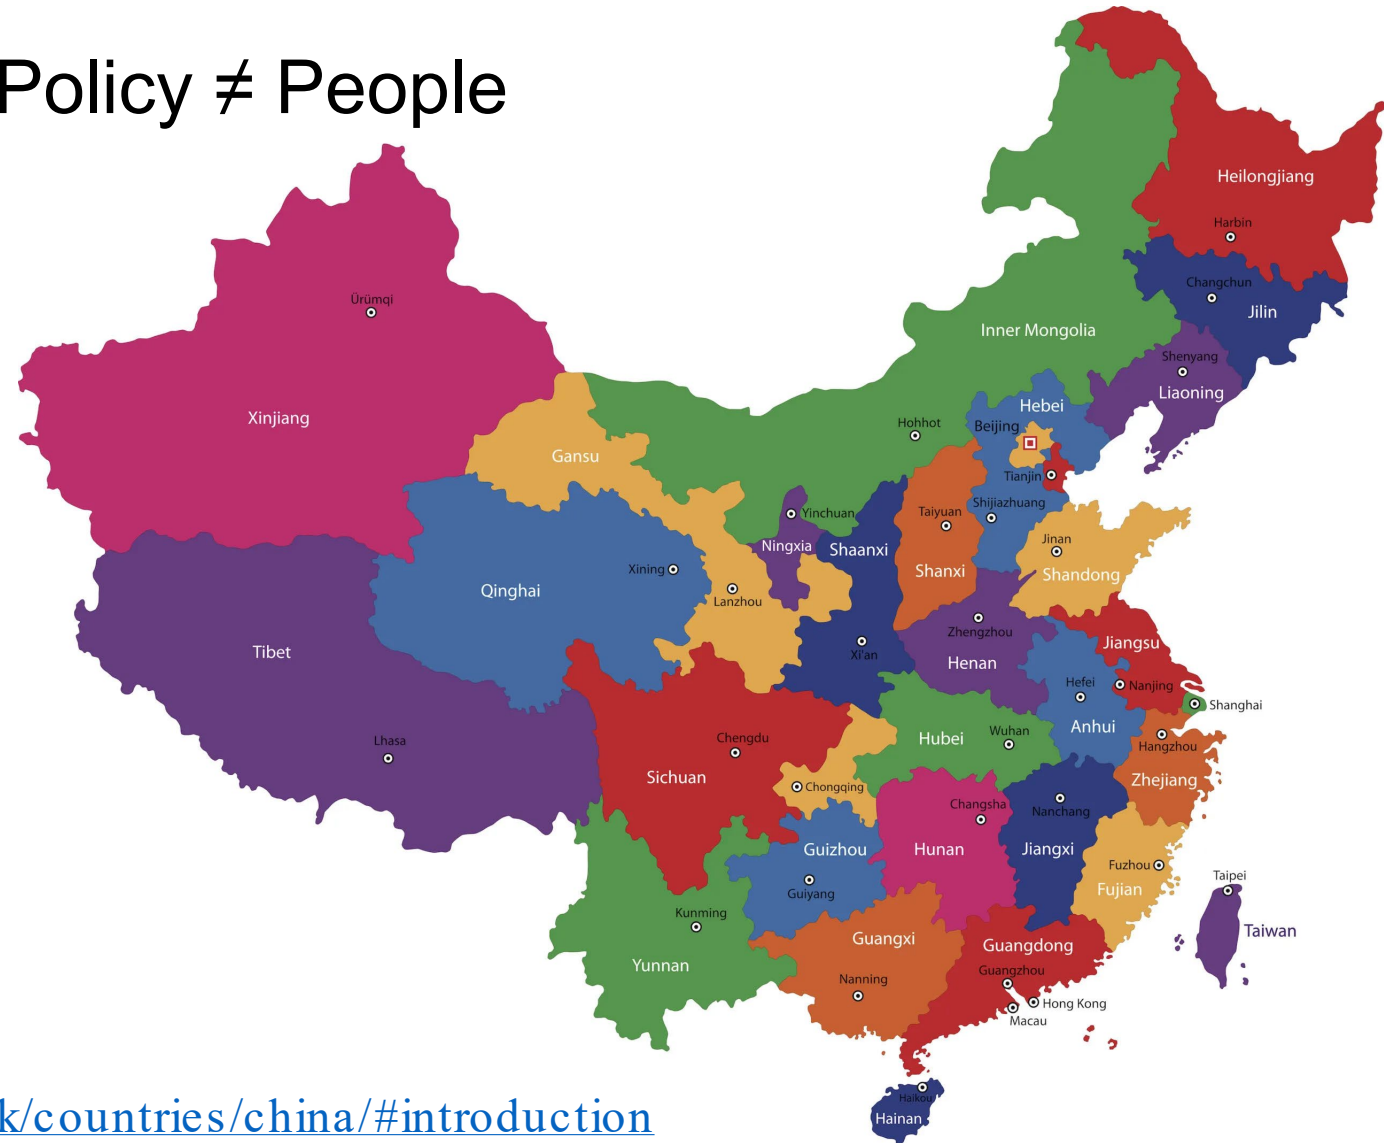 Policy ≠ People
Heilongjiang
Harbin
Changchun
Jilin
Ürümqi
Inner Mongolia
Shenyang
Liaoning
Hebei
Xinjiang
Hohhot
Beijing
Gansu
Tianjin
Shijiazhuang
Yinchuan
Taiyuan
Jinan
Ningxia
Shaanxi
Xining
Shanxi
Shandong
Qinghai
Lanzhou
Zhengzhou
Jiangsu
Tibet
Xi'an
Henan
Hefei
Nanjing
Shanghai
Anhui
Lhasa
Chengdu
Hubei
Wuhan
Hangzhou
Sichuan
Zhejiang
Chongqing
Changsha
Nanchang
Guizhou
Hunan
Jiangxi
Fuzhou
Taipei
Guiyang
Fujian
Kunming
Taiwan
Guangxi
Guangdong
Yunnan
Guangzhou
Nanning
Hong Kong
Macau
Haikou
Hainan
k/countries/china/#introduction